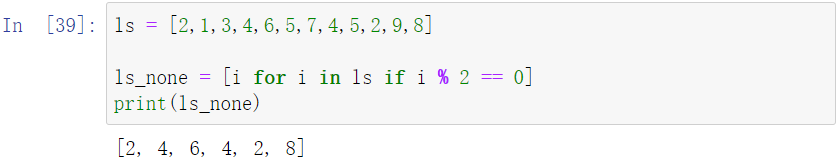 In [39]: ls = [2,1,3,4,6,5,7,4,5,2,9,8]
ls_none = [i for i in ls if i % 2 == 0]
print(ls_none)
[2, 4, 6, 4, 2, 8]